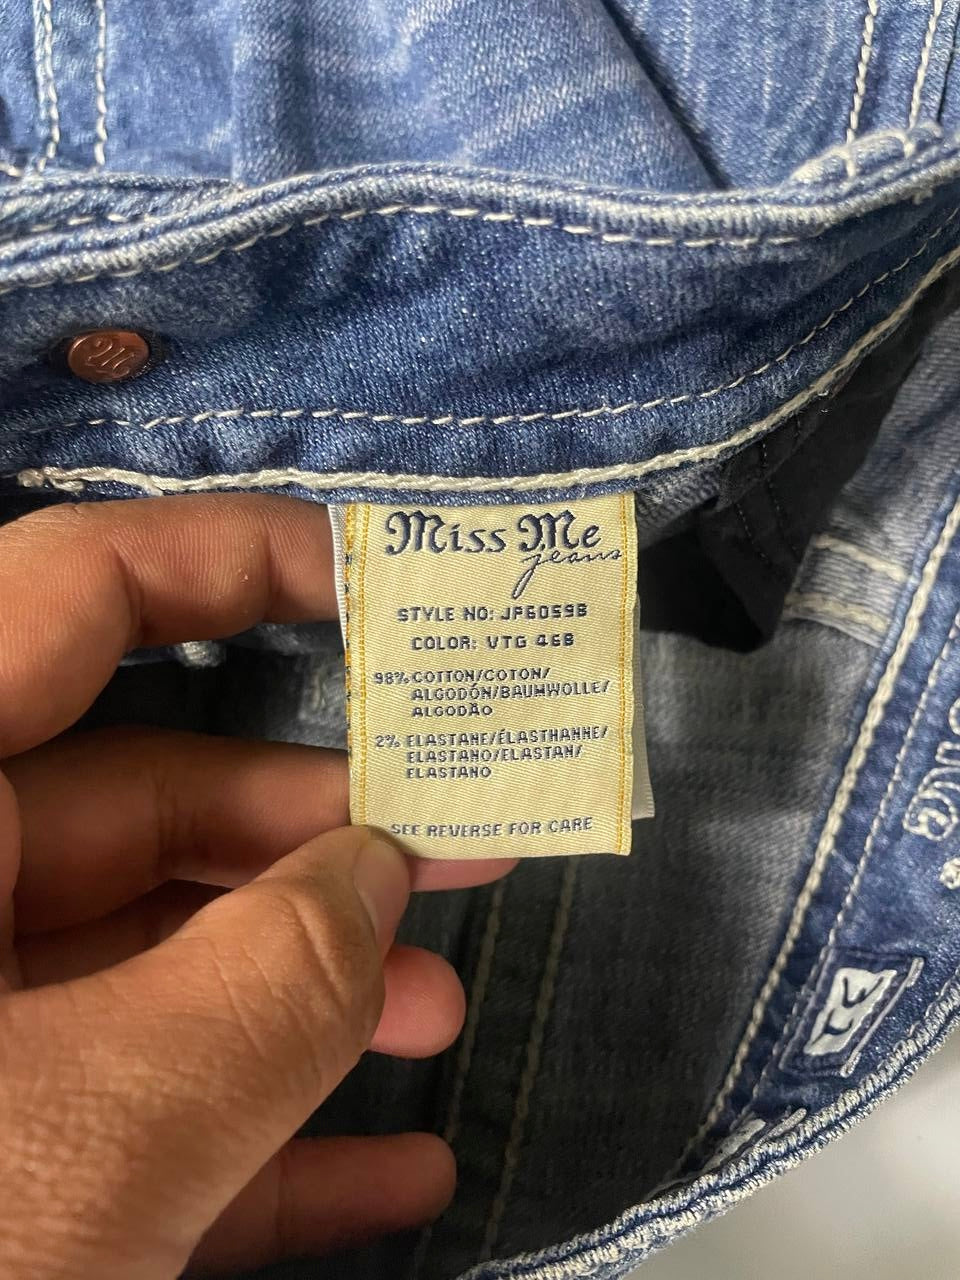 Miss Me
jeans
STYLE NO: JP6059B
COLOR: VTG 46B
98% COTTON/COTON/
ALGODÓN/BAUMWOLLE/
ALGODÃO
2% ELASTANE/ÉLASTHANNE/
ELASTANO/ELASTAN/
ELASTANO
SEE REVERSE FOR CARE
M